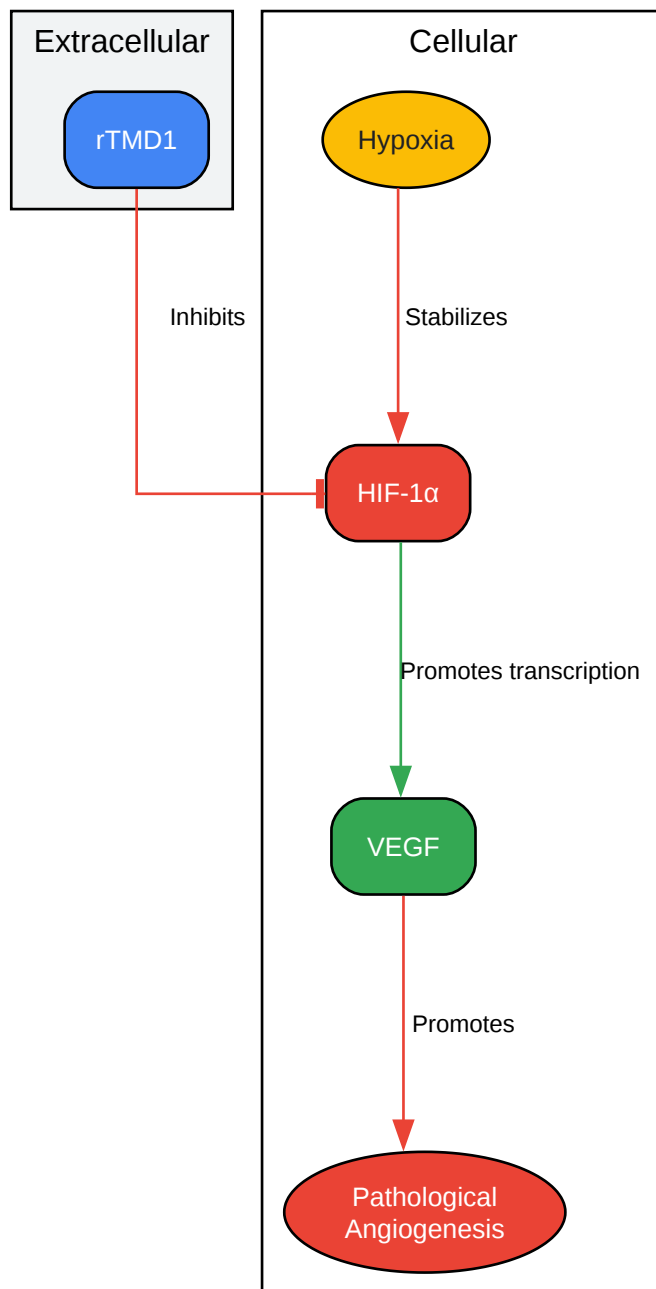 Extracellular
Cellular
rTMD1
Hypoxia
Inhibits
Stabilizes
HIF-1α
Promotes transcription
VEGF
Promotes
Pathological
Angiogenesis